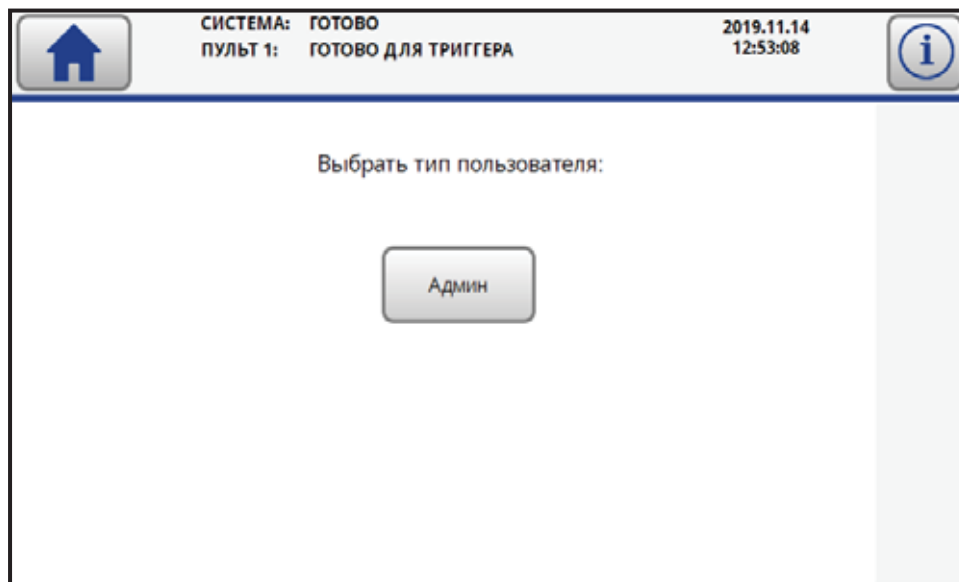 СИСТЕМА: ГОТОВО
ПУЛЬТ 1: ГОТОВО ДЛЯ ТРИГГЕРА
2019.11.14
12:53:08
i
Выбрать тип пользователя:
Админ